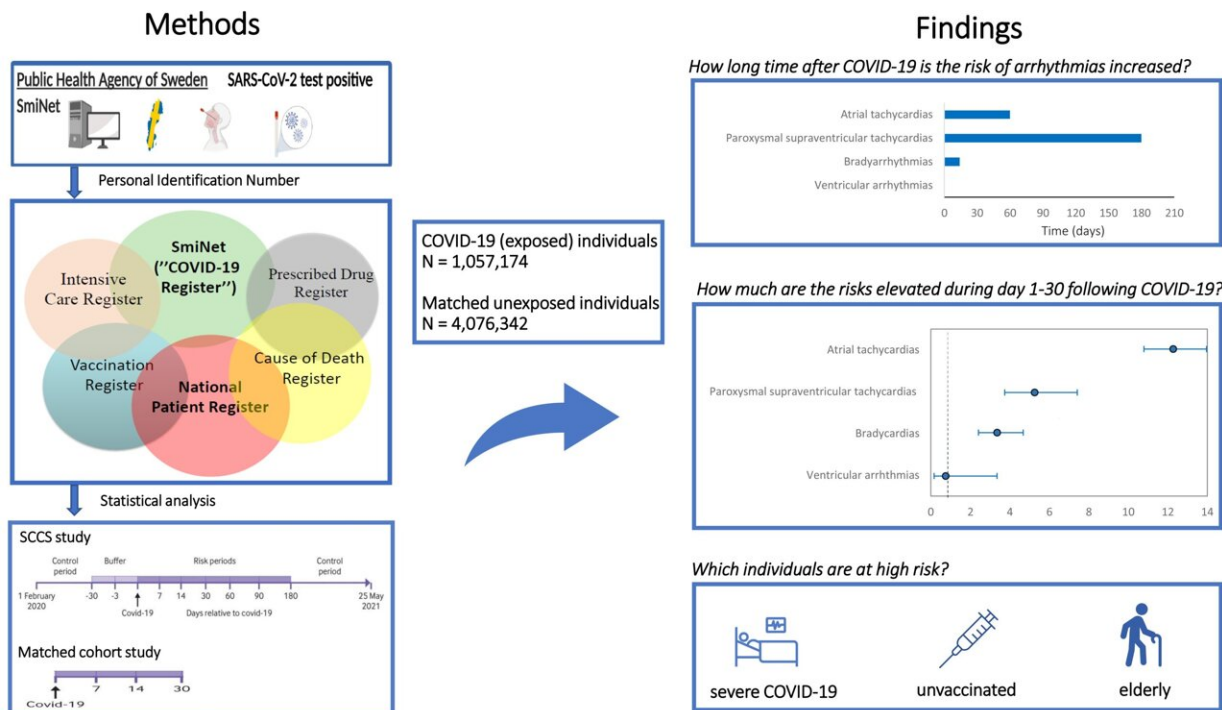 Methods
Public Health Agency of Sweden SARS-CoV-2 test positive
SmiNet
Personal Identification Number
SmiNet
(”COVID-19
Register”)
Intensive
Care Register
Prescribed Drug
Register
Vaccination
Register
National
Patient Register
Cause of Death
Register
Statistical analysis
SCCS study
Control
period
Buffer
Risk periods
Control
period
1 February
2020
-30 -3 7 14 30 60 90 180
25 May
2021
Covid-19
Days relative to covid-19
Matched cohort study
7 14 30
Covid-19
COVID-19 (exposed) individuals
N = 1,057,174
Matched unexposed individuals
N = 4,076,342
Findings
How long time after COVID-19 is the risk of arrhythmias increased?
Atrial tachycardias
Paroxysmal supraventricular tachycardias
Bradyarrhythmias
Ventricular arrhythmias
0 30 60 90 120 150 180 210
Time (days)
How much are the risks elevated during day 1-30 following COVID-19?
Atrial tachycardias
Paroxysmal supraventricular tachycardias
Bradycardias
Ventricular arrhthmias
0 2 4 6 8 10 12 14
Which individuals are at high risk?
severe COVID-19
unvaccinated
elderly